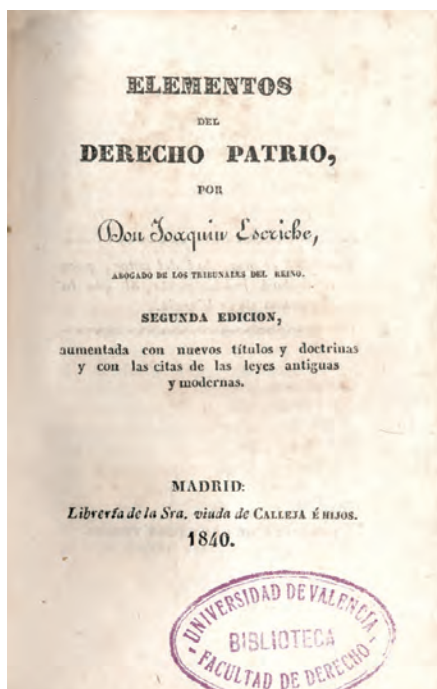 ELEMENTOS
DEL
DERECHO PATRIO,
POR
Don Joaquin Escriche,
ABOGADO DE LOS TRIBUNALES DEL REINO.
SEGUNDA EDICION,
aumentada con nuevos títulos y doctrinas
y con las citas de las leyes antiguas
y modernas.
MADRID:
Librería de la Sra. viuda de CALLEJA É HIJOS.
1840.
UNIVERSIDAD DE VALENCIA
BIBLIOTECA
FACULTAD DE DERECHO